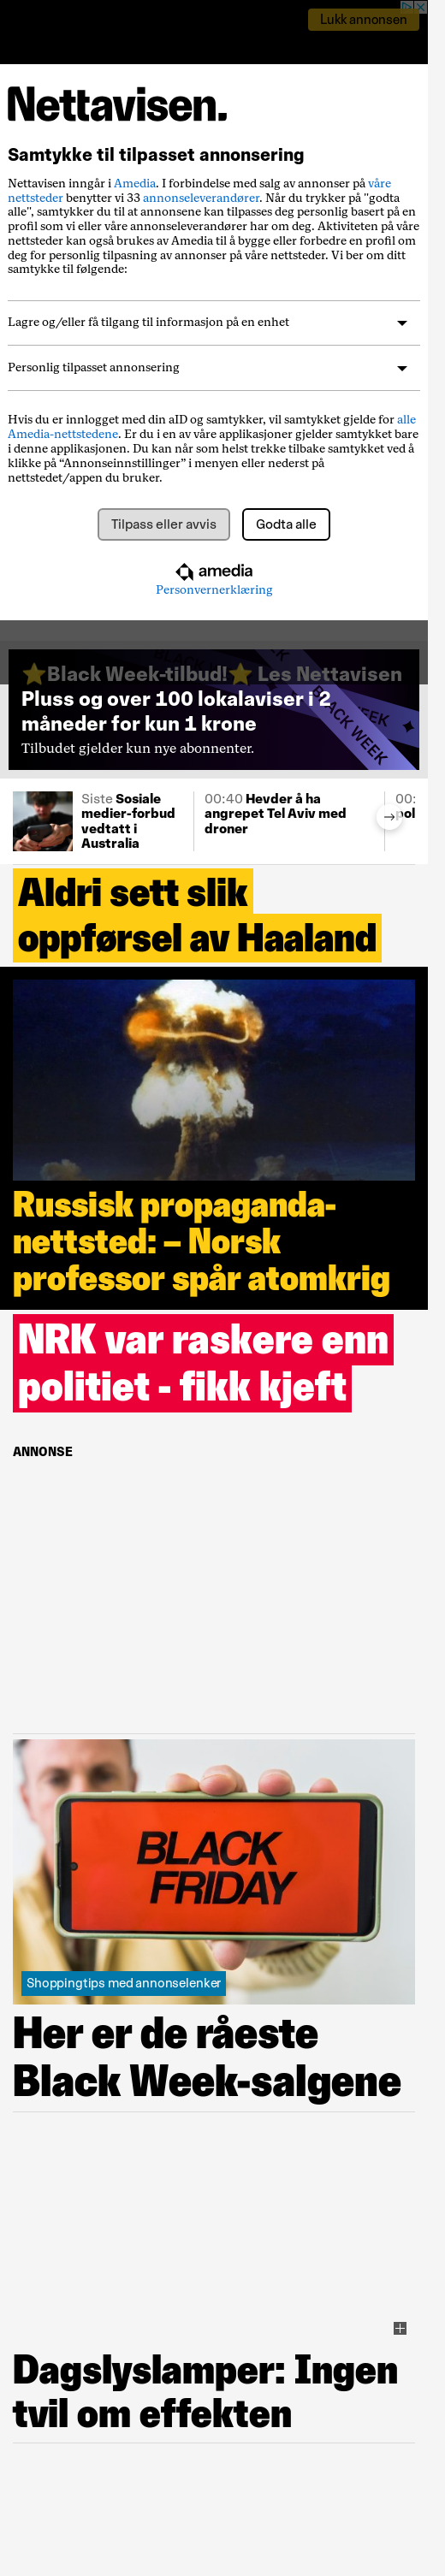 Lukk annonsen
Nettavisen.
Samtykke til tilpasset annonsering
Nettavisen inngår i Amedia. I forbindelse med salg av annonser på våre
nettsteder benytter vi 33 annonseleverandører. Når du trykker på "godta
alle", samtykker du til at annonsene kan tilpasses deg personlig basert på en
profil som vi eller våre annonseleverandører har om deg. Aktiviteten på våre
nettsteder kan også brukes av Amedia til å bygge eller forbedre en profil om
deg for personlig tilpasning av annonser på våre nettsteder. Vi ber om ditt
samtykke til følgende:
Lagre og/eller få tilgang til informasjon på en enhet
Personlig tilpasset annonsering
Hvis du er innlogget med din aID og samtykker, vil samtykket gjelde for alle
Amedia-nettstedene. Er du i en av våre applikasjoner gjelder samtykket bare
i denne applikasjonen. Du kan når som helst trekke tilbake samtykket ved å
klikke på “Annonseinnstillinger” i menyen eller nederst på
nettstedet/appen du bruker.
Tilpass eller avvis
Godta alle
amedia
Personvernerklæring
⭐Black Week-tilbud!⭐ Les Nettavisen
Pluss og over 100 lokalaviser i 2
måneder for kun 1 krone
Tilbudet gjelder kun nye abonnenter.
BLACK WEEK
WEEK
Siste Sosiale
medier-forbud
vedtatt i
Australia
00:40 Hevder å ha
angrepet Tel Aviv med
droner
00:
pol
Aldri sett slik
oppførsel av Haaland
Russisk propaganda-
nettsted: – Norsk
professor spår atomkrig
NRK var raskere enn
politiet - fikk kjeft
ANNONSE
BLACK
FRIDAY
Shoppingtips med annonselenker
Her er de råeste
Black Week-salgene
Dagslyslamper: Ingen
tvil om effekten